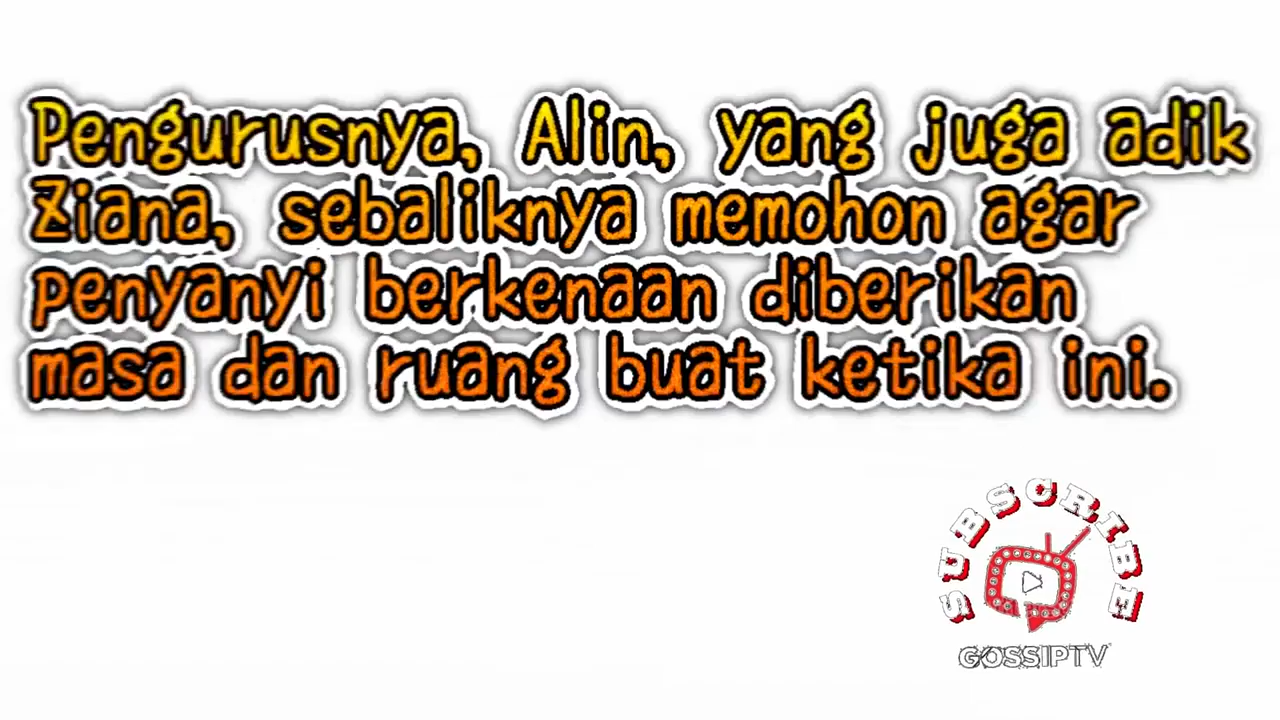 Pengurusnya, Alin, yang juga adik
Ziana, sebaliknya memohon agar
penyanyi berkenaan diberikan
masa dan ruang buat ketika ini.
SUBSCRIBE
GOSSIPTV